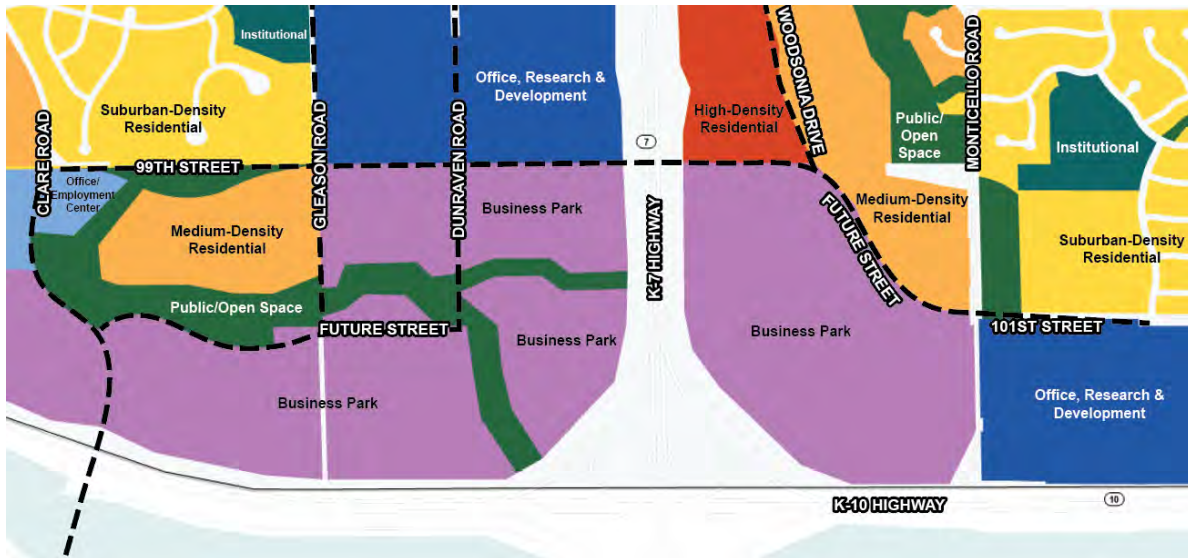 Institutional
Office, Research &
Development
High-Density
Residential
WOODSONIA DRIVE
Public/
Open
Space
MONTICELLO ROAD
Institutional
Suburban-Density
Residential
CLARE ROAD
99TH STREET
GLEASON ROAD
DUNRAVEN ROAD
7
Office/
Employment
Center
Medium-Density
Residential
Business Park
K-7 HIGHWAY
FUTURE STREET
Medium-Density
Residential
Suburban-Density
Residential
Public/Open Space
FUTURE STREET
Business Park
Business Park
101ST STREET
Business Park
Office, Research &
Development
K-10 HIGHWAY
10